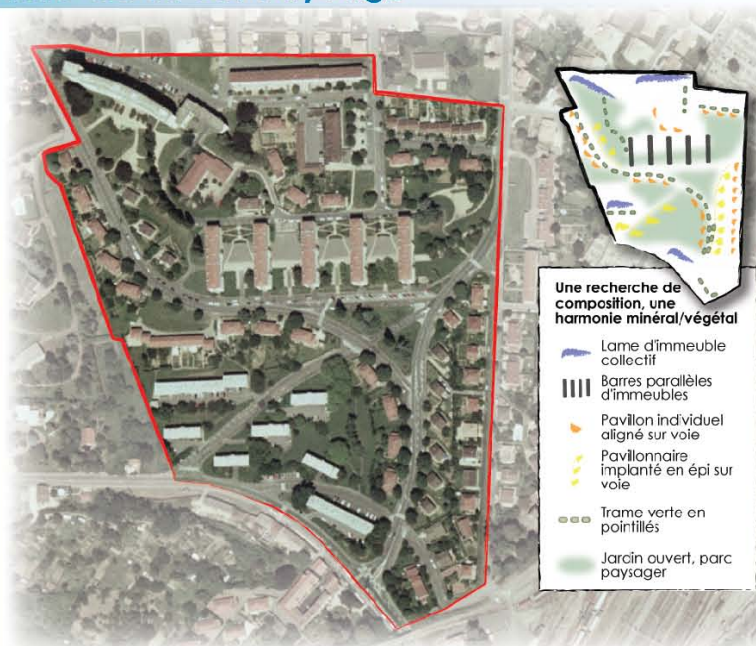 Une recherche de
composition, une
harmonie minéral/végétal
Lame d'immeuble
collectif
Barres parallèles
d'immeubles
Pavillon individuel
aligné sur voie
Pavillonnaire
implanté en épi sur
voie
Trame verte en
pointillés
Jardin ouvert, parc
paysager